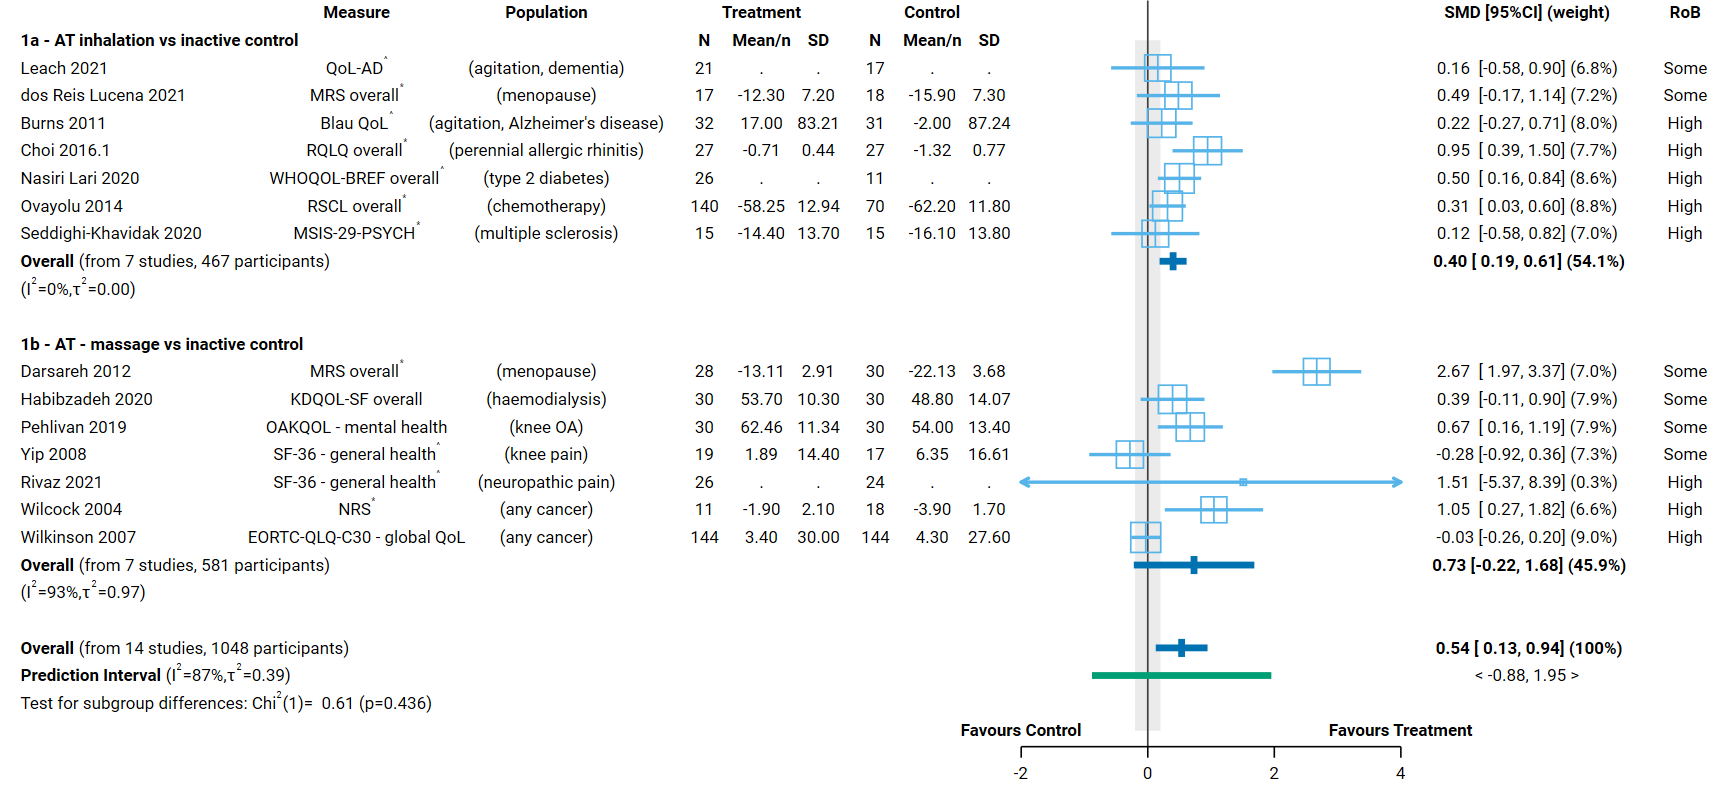 Measure Population Treatment Control SMD [95%CI] (weight) RoB
1a - AT inhalation vs inactive control N Mean/n SD N Mean/n SD
Leach 2021 QoL-AD^ (agitation, dementia) 21 . . 17 . . 0.16 [-0.58, 0.90] (6.8%) Some
dos Reis Lucena 2021 MRS overall* (menopause) 17 -12.30 7.20 18 -15.90 7.30 0.49 [-0.17, 1.14] (7.2%) Some
Burns 2011 Blau QoL^ (agitation, Alzheimer's disease) 32 17.00 83.21 31 -2.00 87.24 0.22 [-0.27, 0.71] (8.0%) High
Choi 2016.1 RQLQ overall* (perennial allergic rhinitis) 27 -0.71 0.44 27 -1.32 0.77 0.95 [0.39, 1.50] (7.7%) High
Nasiri Lari 2020 WHOQOL-BREF overall^ (type 2 diabetes) 26 . . 11 . . 0.50 [0.16, 0.84] (8.6%) High
Ovayolu 2014 RSCL overall* (chemotherapy) 140 -58.25 12.94 70 -62.20 11.80 0.31 [0.03, 0.60] (8.8%) High
Seddighi-Khavidak 2020 MSIS-29-PSYCH* (multiple sclerosis) 15 -14.40 13.70 15 -16.10 13.80 0.12 [-0.58, 0.82] (7.0%) High
Overall (from 7 studies, 467 participants) 0.40 [ 0.19, 0.61] (54.1%)
(I²=0%,τ²=0.00)
1b - AT - massage vs inactive control
Darsareh 2012 MRS overall* (menopause) 28 -13.11 2.91 30 -22.13 3.68 2.67 [ 1.97, 3.37] (7.0%) Some
Habibzadeh 2020 KDQOL-SF overall (haemodialysis) 30 53.70 10.30 30 48.80 14.07 0.39 [-0.11, 0.90] (7.9%) Some
Pehlivan 2019 OAKQOL - mental health (knee OA) 30 62.46 11.34 30 54.00 13.40 0.67 [ 0.16, 1.19] (7.9%) Some
Yip 2008 SF-36 - general health^ (knee pain) 19 1.89 14.40 17 6.35 16.61 -0.28 [-0.92, 0.36] (7.3%) Some
Rivaz 2021 SF-36 - general health^ (neuropathic pain) 26 . . 24 . . 1.51 [-5.37, 8.39] (0.3%) High
Wilcock 2004 NRS* (any cancer) 11 -1.90 2.10 18 -3.90 1.70 1.05 [ 0.27, 1.82] (6.6%) High
Wilkinson 2007 EORTC-QLQ-C30 - global QoL (any cancer) 144 3.40 30.00 144 4.30 27.60 -0.03 [-0.26, 0.20] (9.0%) High
Overall (from 7 studies, 581 participants) 0.73 [-0.22, 1.68] (45.9%)
(I²=93%,τ²=0.97)
Overall (from 14 studies, 1048 participants) 0.54 [ 0.13, 0.94] (100%)
Prediction Interval (I²=87%,τ²=0.39) < -0.88, 1.95 >
Test for subgroup differences: Chi²(1)= 0.61 (p=0.436)
Favours Control Favours Treatment
-2 0 2 4